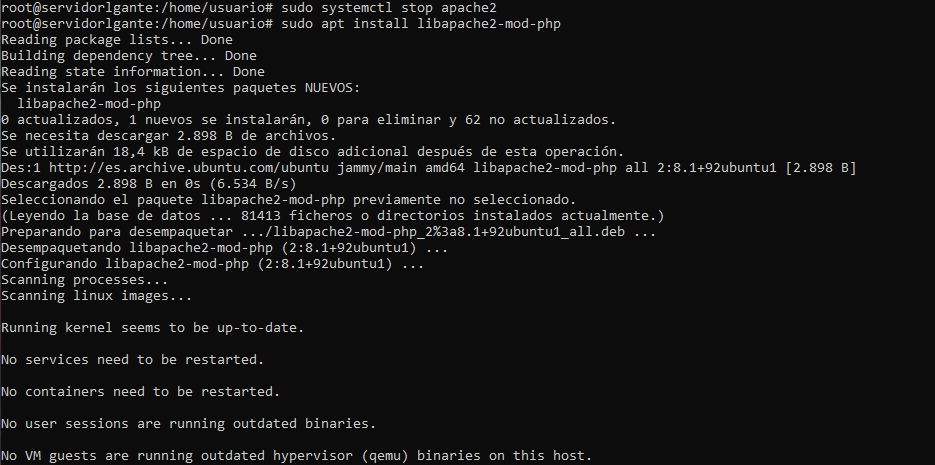 root@servidorlgante:/home/usuario# sudo systemctl stop apache2
root@servidorlgante:/home/usuario# sudo apt install libapache2-mod-php
Reading package lists... Done
Building dependency tree... Done
Reading state information... Done
Se instalarán los siguientes paquetes NUEVOS:
  libapache2-mod-php
0 actualizados, 1 nuevos se instalarán, 0 para eliminar y 62 no actualizados.
Se necesita descargar 2.898 B de archivos.
Se utilizarán 18,4 kB de espacio de disco adicional después de esta operación.
Des:1 http://es.archive.ubuntu.com/ubuntu jammy/main amd64 libapache2-mod-php all 2:8.1+92ubuntu1 [2.898 B]
Descargados 2.898 B en 0s (6.534 B/s)
Seleccionando el paquete libapache2-mod-php previamente no seleccionado.
(Leyendo la base de datos ... 81413 ficheros o directorios instalados actualmente.)
Preparando para desempaquetar .../libapache2-mod-php_2%3a8.1+92ubuntu1_all.deb ...
Desempaquetando libapache2-mod-php (2:8.1+92ubuntu1) ...
Configurando libapache2-mod-php (2:8.1+92ubuntu1) ...
Scanning processes...
Scanning linux images...
Running kernel seems to be up-to-date.
No services need to be restarted.
No containers need to be restarted.
No user sessions are running outdated binaries.
No VM guests are running outdated hypervisor (qemu) binaries on this host.